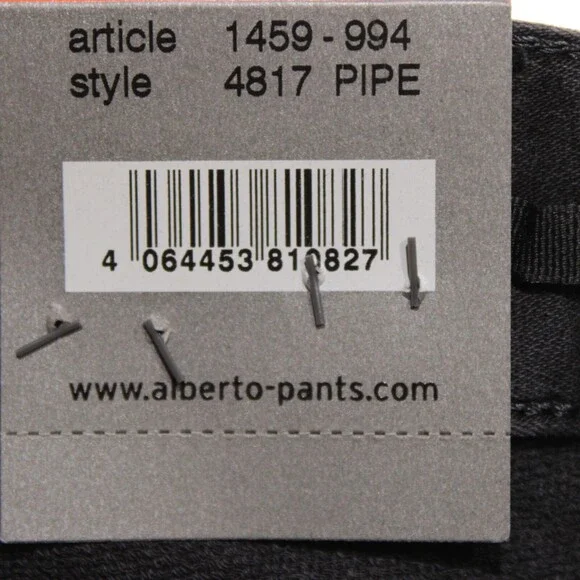 article 1459 - 994
style 4817 PIPE
4 064453 810827
www.alberto-pants.com